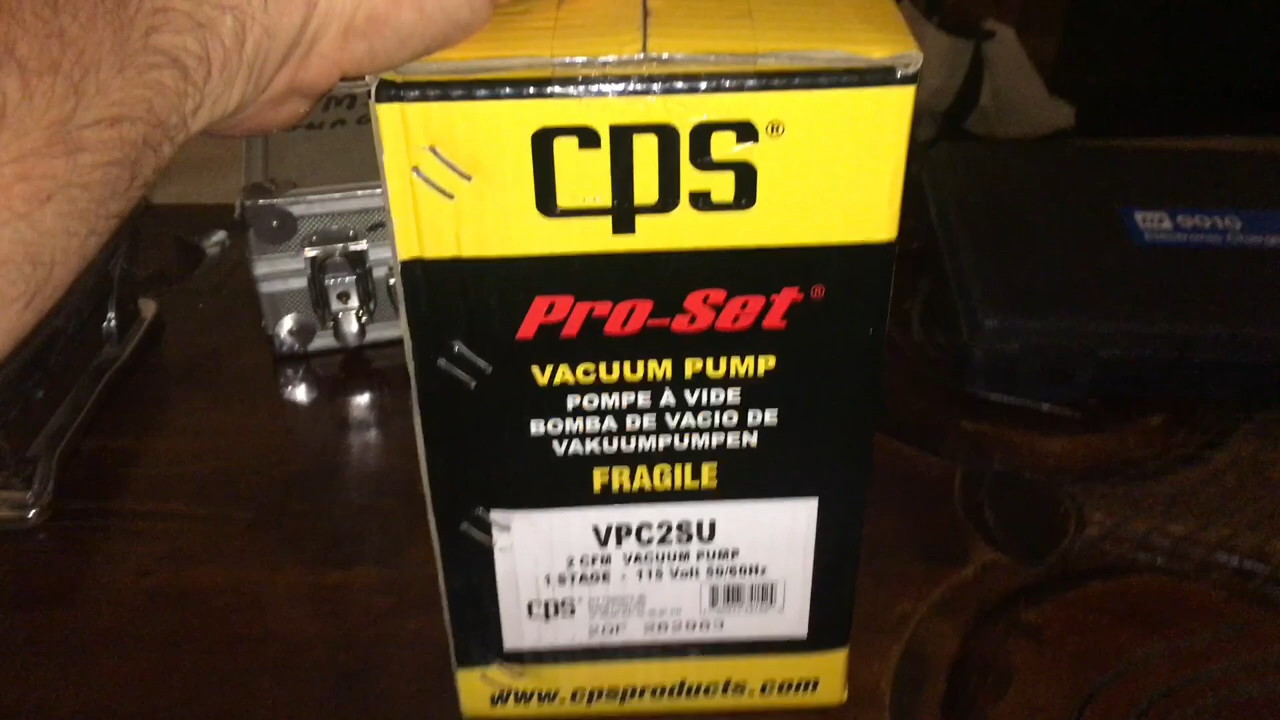 cps®
Pro-Set®
VACUUM PUMP
POMPE À VIDE
BOMBA DE VACIO DE
VAKUUMPUMPEN
FRAGILE
VPC2SU
2 CFM VACUUM PUMP
1 STAGE - 115 Volt 50/60Hz
cps®
www.cpsproducts.com
Electronic